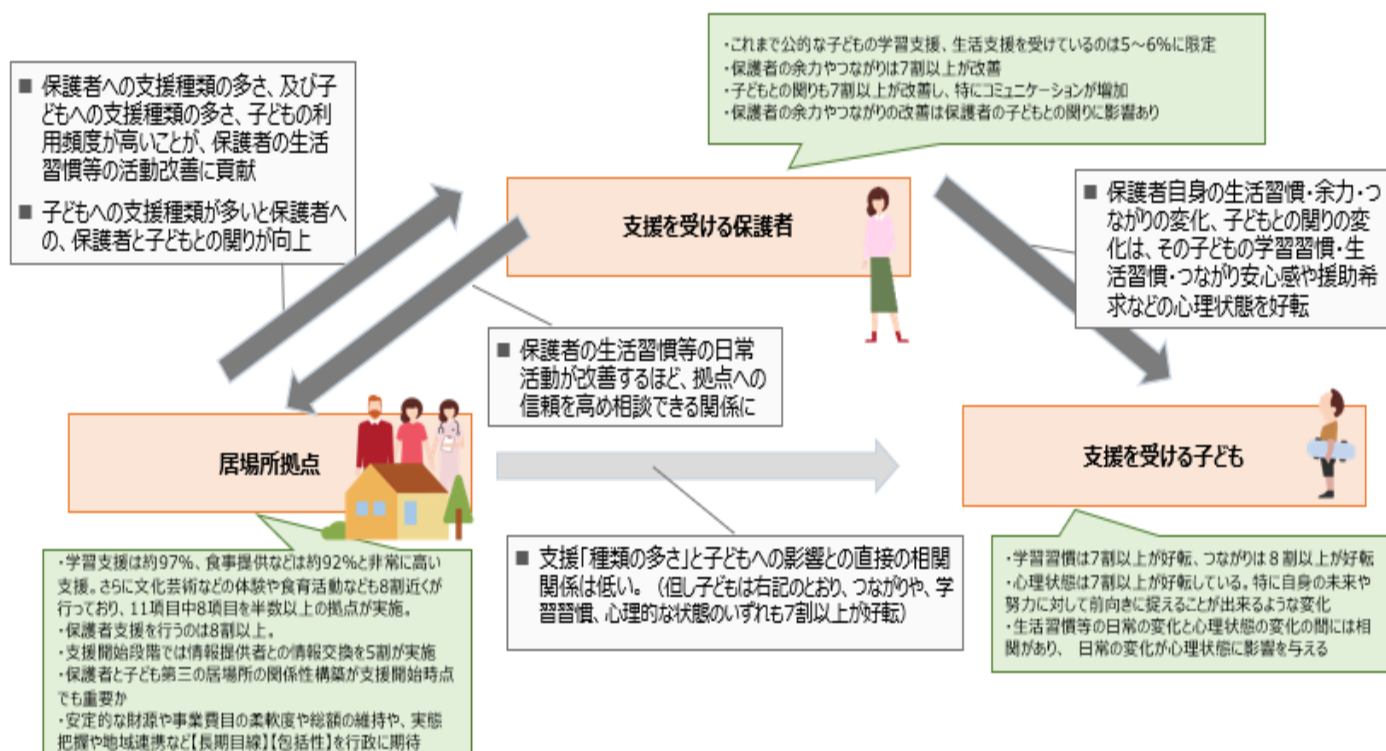 ・これまで公的な子どもの学習支援、生活支援を受けているのは5～6％に限定
・保護者の余力やつながりは7割以上が改善
・子どもとの関りも7割以上が改善し、特にコミュニケーションが増加
・保護者の余力やつながりの改善は保護者の子どもとの関りに影響あり
■ 保護者への支援種類の多さ、及び子
どもへの支援種類の多さ、子どもの利
用頻度が高いことが、保護者の生活
習慣等の活動改善に貢献
■ 子どもへの支援種類が多いと保護者へ
の、保護者と子どもとの関りが向上
支援を受ける保護者
■ 保護者自身の生活習慣・余力・つ
ながりの変化、子どもとの関りの変
化は、その子どもの学習習慣・生
活習慣・つながり安心感や援助希
求などの心理状態を好転
■ 保護者の生活習慣等の日常
活動が改善するほど、拠点への
信頼を高め相談できる関係に
居場所拠点
支援を受ける子ども
■ 支援「種類の多さ」と子どもへの影響との直接の相関
関係は低い。（但し子どもは右記のとおり、つながりや、学
習習慣、心理的な状態のいずれも7割以上が好転）
・学習支援は約97%、食事提供などは約92%と非常に高い
支援。さらに文化芸術などの体験や食育活動なども8割近くが
行っており、11項目中8項目を半数以上の拠点が実施。
・保護者支援を行うのは8割以上。
・支援開始段階では情報提供者との情報交換を5割が実施
・保護者と子ども第三の居場所の関係性構築が支援開始時点
でも重要か
・安定的な財源や事業費目の柔軟度や総額の維持や、実態
把握や地域連携など【長期目線】【包括性】を行政に期待
・学習習慣は7割以上が好転、つながりは８割以上が好転
・心理状態は7割以上が好転している。特に自身の未来や
努力に対して前向きに捉えることが出来るような変化
・生活習慣等の日常の変化と心理状態の変化の間には相
関があり、 日常の変化が心理状態に影響を与える